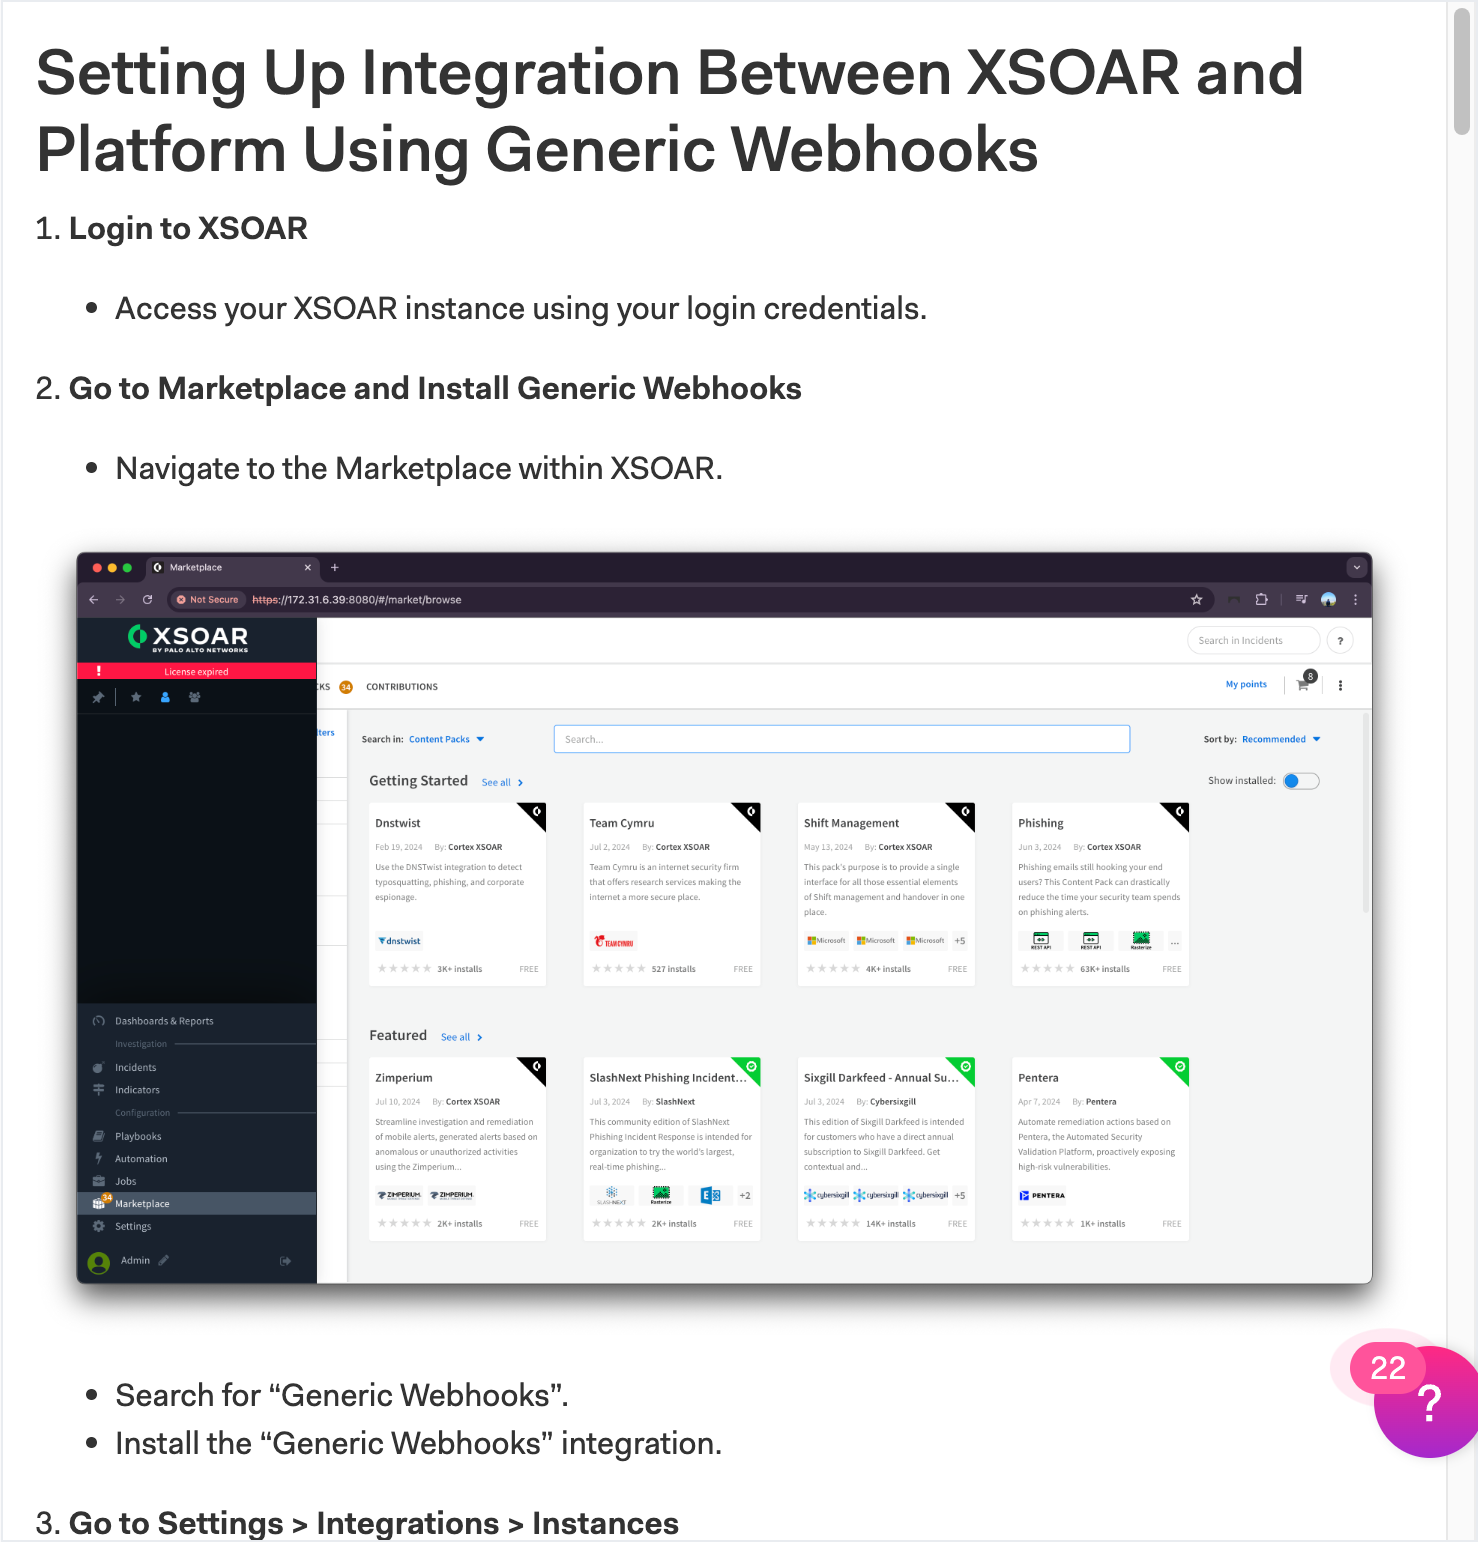 Setting Up Integration Between XSOAR and
Platform Using Generic Webhooks
1. Login to XSOAR
• Access your XSOAR instance using your login credentials.
2. Go to Marketplace and Install Generic Webhooks
• Navigate to the Marketplace within XSOAR.
Marketplace
Not Secure https://172.31.6.39:8080/#/market/browse
XSOAR
BY PALO ALTO NETWORKS
Search in Incidents ?
! License expired
CKS 34 CONTRIBUTIONS My points 8
lters Search in: Content Packs Search... Sort by: Recommended
Getting Started See all > Show installed:
Dnstwist
Feb 19, 2024 By: Cortex XSOAR
Use the DNSTwist integration to detect
typosquatting, phishing, and corporate
espionage.
dnstwist
3K+ installs FREE
Team Cymru
Jul 2, 2024 By: Cortex XSOAR
Team Cymru is an internet security firm
that offers research services making the
internet a more secure place.
TEAM CYMRU
527 installs FREE
Shift Management
May 13, 2024 By: Cortex XSOAR
This pack's purpose is to provide a single
interface for all those essential elements
of Shift management and handover in one
place.
Microsoft Microsoft Microsoft +5
4K+ installs FREE
Phishing
Jun 3, 2024 By: Cortex XSOAR
Phishing emails still hooking your end
users? This Content Pack can drastically
reduce the time your security team spends
on phishing alerts.
REST API REST API Rasterize ...
63K+ installs FREE
Featured See all >
Zimperium
Jul 10, 2024 By: Cortex XSOAR
Streamline investigation and remediation
of mobile alerts, generated alerts based on
anomalous or unauthorized activities
using the Zimperium...
ZIMPERIUM ZIMPERIUM
2K+ installs FREE
SlashNext Phishing Incident...
Jul 3, 2024 By: SlashNext
This community edition of SlashNext
Phishing Incident Response is intended for
organization to try the world's largest,
real-time phishing...
SLASHNEXT Rasterize E +2
2K+ installs FREE
Sixgill Darkfeed - Annual Su...
Jul 3, 2024 By: Cybersixgill
This edition of Sixgill Darkfeed is intended
for customers who have a direct annual
subscription to Sixgill Darkfeed. Get
contextual and...
cybersixgill cybersixgill cybersixgill +5
14K+ installs FREE
Pentera
Apr 7, 2024 By: Pentera
Automate remediation actions based on
Pentera, the Automated Security
Validation Platform, proactively exposing
high-risk vulnerabilities.
PENTERA
1K+ installs FREE
Dashboards & Reports
Investigation
Incidents
Indicators
Configuration
Playbooks
Automation
Jobs
34 Marketplace
Settings
Admin
• Search for “Generic Webhooks”.
• Install the “Generic Webhooks” integration.
22
?
3. Go to Settings > Integrations > Instances